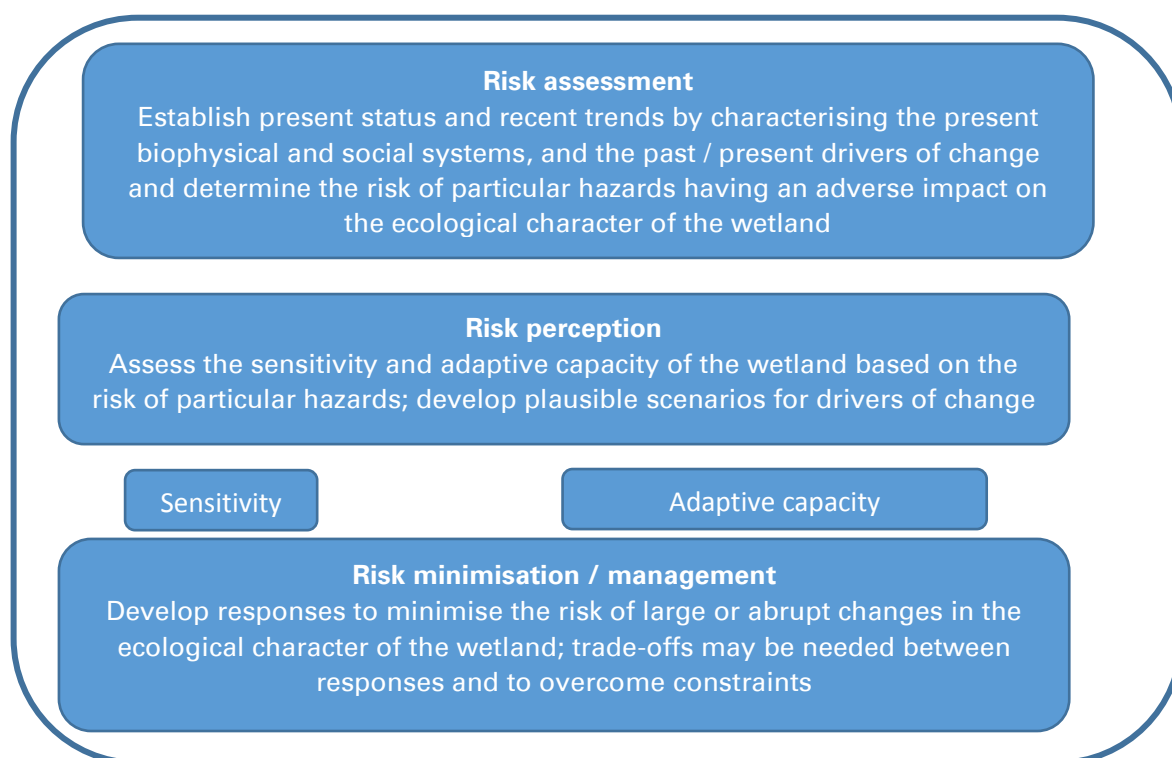 Risk assessment
Establish present status and recent trends by characterising the present
biophysical and social systems, and the past / present drivers of change
and determine the risk of particular hazards having an adverse impact on
the ecological character of the wetland
Risk perception
Assess the sensitivity and adaptive capacity of the wetland based on the
risk of particular hazards; develop plausible scenarios for drivers of change
Sensitivity
Adaptive capacity
Risk minimisation / management
Develop responses to minimise the risk of large or abrupt changes in the
ecological character of the wetland; trade-offs may be needed between
responses and to overcome constraints